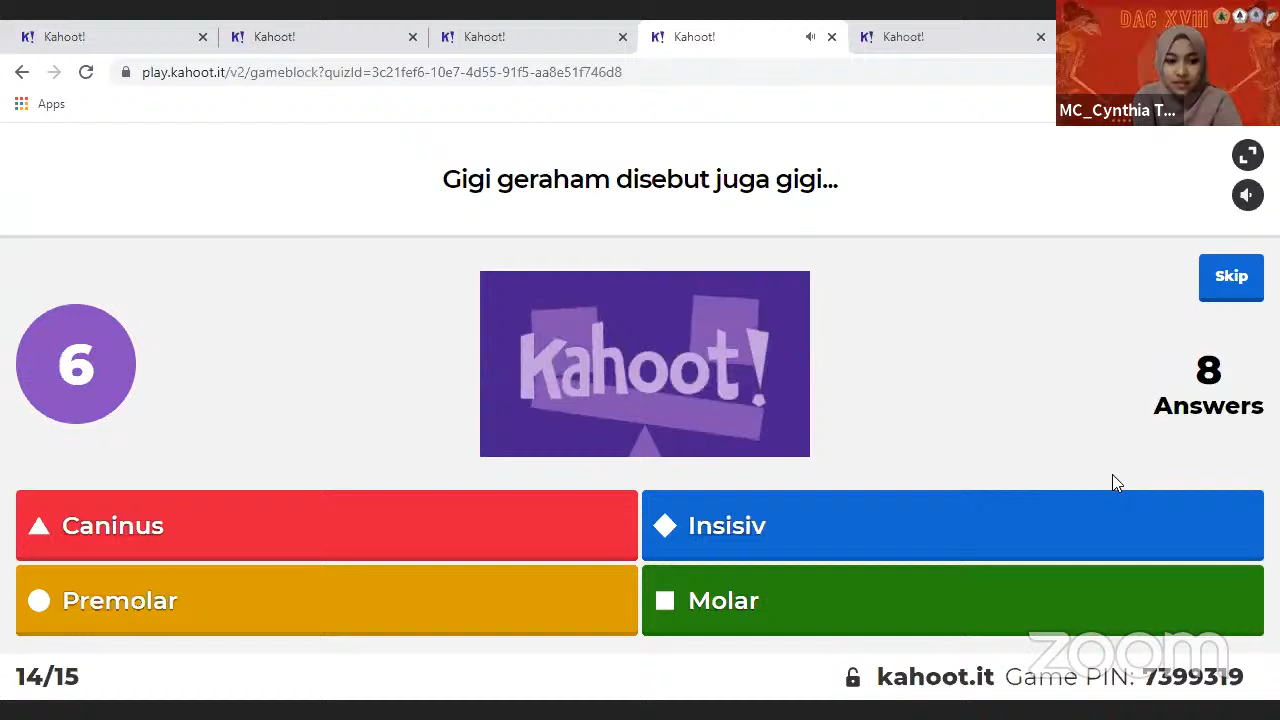 Kahoot! Kahoot! Kahoot! Kahoot! Kahoot!
play.kahoot.it/v2/gameblock?quizId=3c21fef6-10e7-4d55-91f5-aa8e51f746d8
Apps
DAC XVIII
MC_Cynthia T...
Gigi geraham disebut juga gigi...
Skip
6
Kahoot!
8
Answers
Caninus
Insisiv
Premolar
Molar
zoom
14/15
kahoot.it Game PIN: 7399319